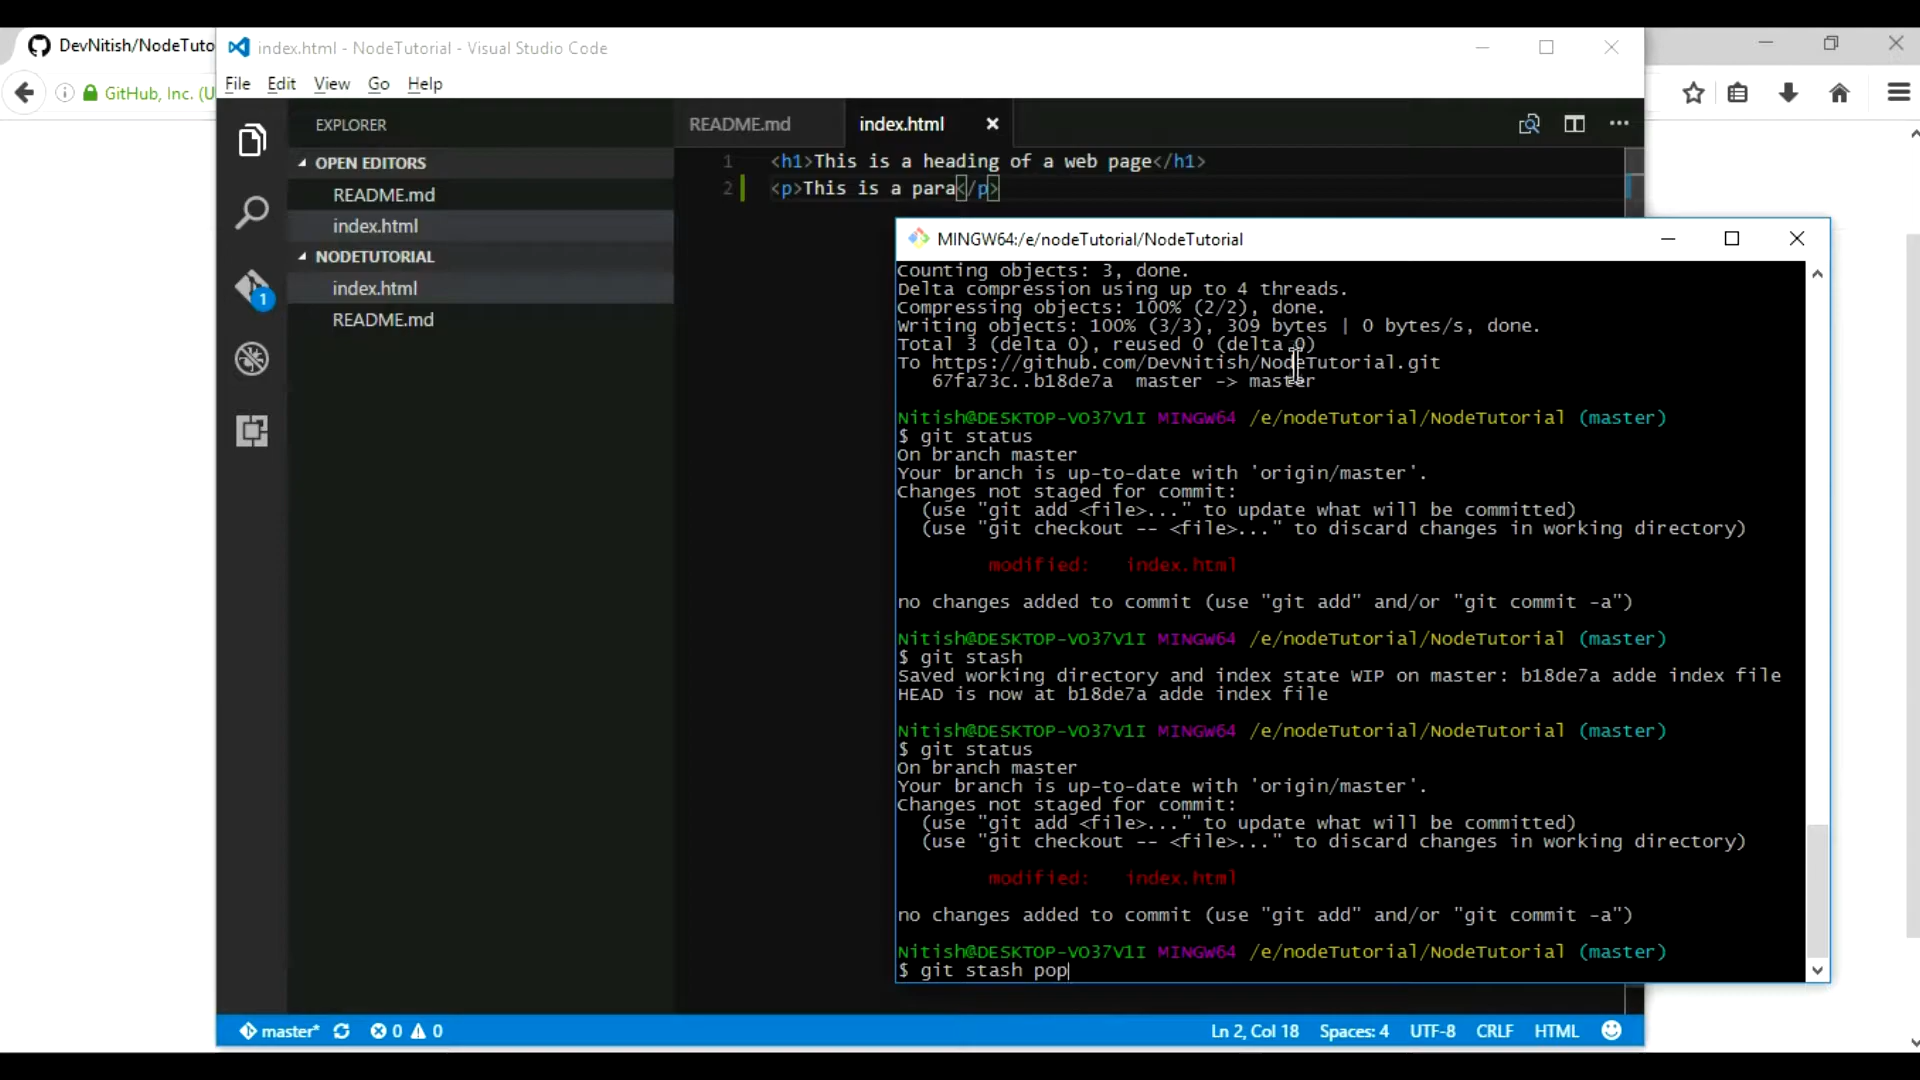 DevNitish/NodeTuto
GitHub, Inc. (U
index.html - NodeTutorial - Visual Studio Code
File Edit View Go Help
EXPLORER
OPEN EDITORS
README.md
index.html
NODETUTORIAL
index.html
README.md
1
README.md index.html
1 <h1>This is a heading of a web page</h1>
2 <p>This is a para</p>
MINGW64:/e/nodeTutorial/NodeTutorial
Counting objects: 3, done.
Delta compression using up to 4 threads.
Compressing objects: 100% (2/2), done.
Writing objects: 100% (3/3), 309 bytes | 0 bytes/s, done.
Total 3 (delta 0), reused 0 (delta 0)
To https://github.com/DevNitish/NodeTutorial.git
67fa73c..b18de7a master -> master
Nitish@DESKTOP-VO37V1I MINGW64 /e/nodeTutorial/NodeTutorial (master)
$ git status
On branch master
Your branch is up-to-date with 'origin/master'.
Changes not staged for commit:
(use "git add <file>..." to update what will be committed)
(use "git checkout -- <file>..." to discard changes in working directory)
modified: index.html
no changes added to commit (use "git add" and/or "git commit -a")
Nitish@DESKTOP-VO37V1I MINGW64 /e/nodeTutorial/NodeTutorial (master)
$ git stash
Saved working directory and index state WIP on master: b18de7a adde index file
HEAD is now at b18de7a adde index file
Nitish@DESKTOP-VO37V1I MINGW64 /e/nodeTutorial/NodeTutorial (master)
$ git status
On branch master
Your branch is up-to-date with 'origin/master'.
Changes not staged for commit:
(use "git add <file>..." to update what will be committed)
(use "git checkout -- <file>..." to discard changes in working directory)
modified: index.html
no changes added to commit (use "git add" and/or "git commit -a")
Nitish@DESKTOP-VO37V1I MINGW64 /e/nodeTutorial/NodeTutorial (master)
$ git stash pop
master* 0 0 Ln 2, Col 18 Spaces: 4 UTF-8 CRLF HTML